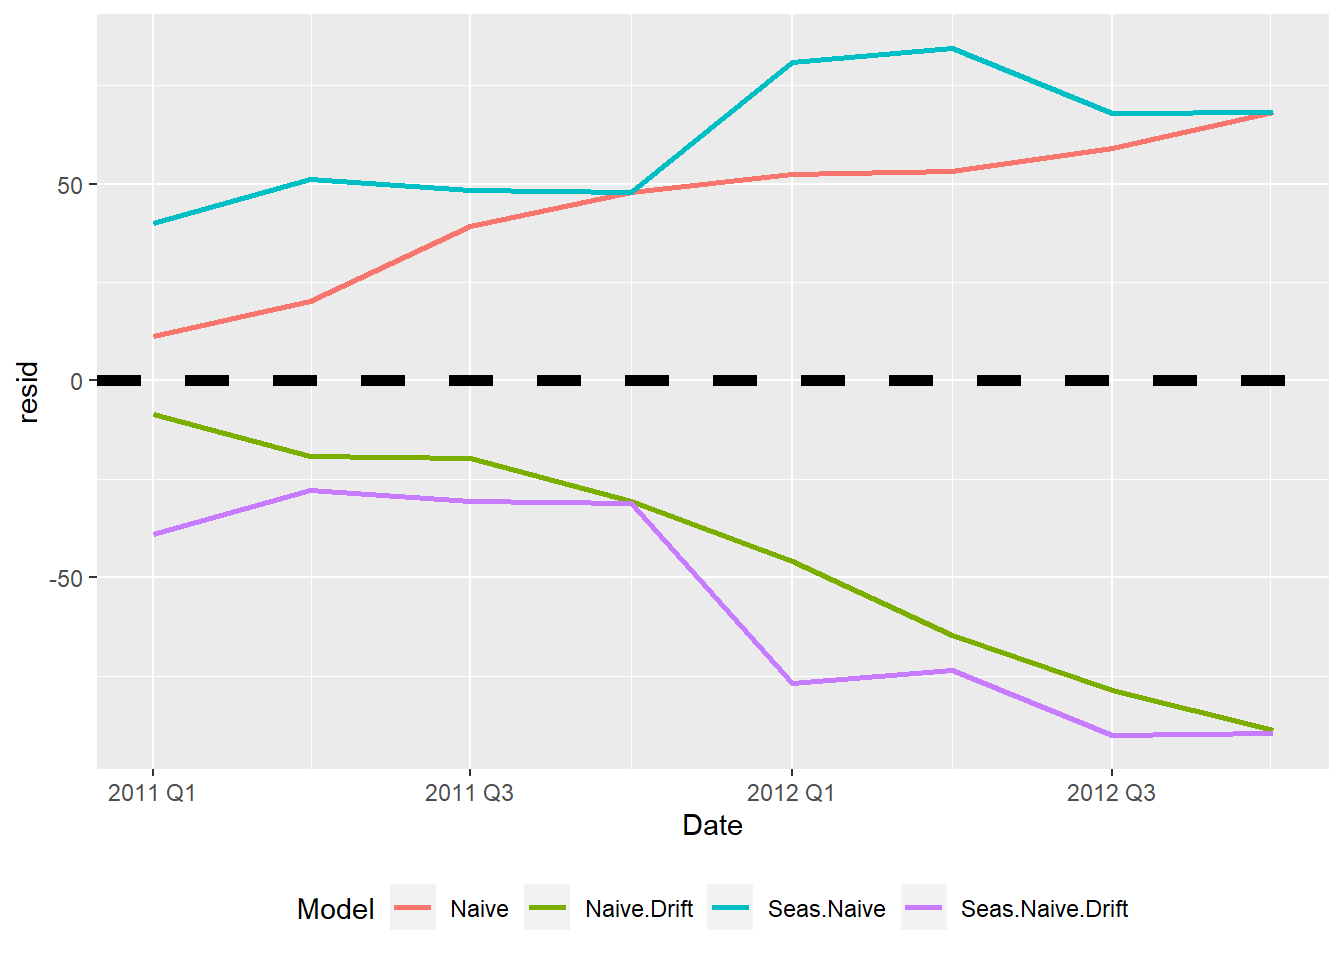 resid
50
0
-50
2011 Q1 2011 Q3 2012 Q1 2012 Q3
Date
Model Naive Naive.Drift Seas.Naive Seas.Naive.Drift